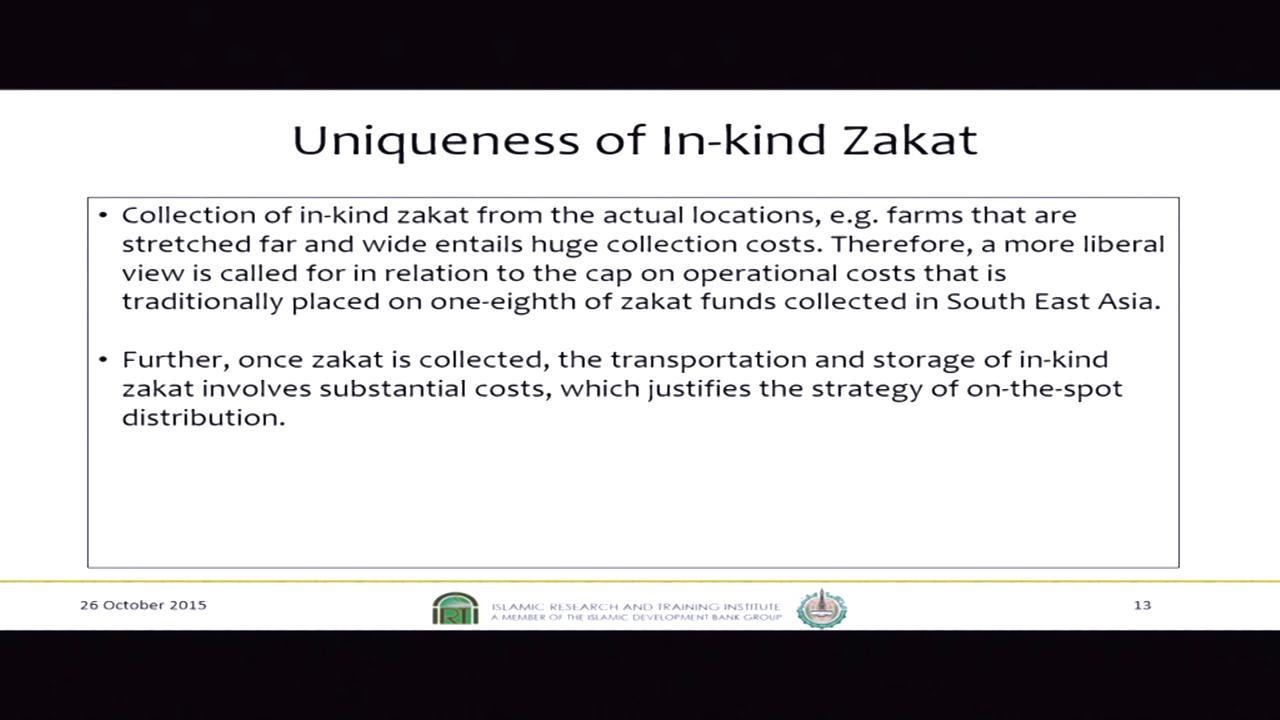 Uniqueness of In-kind Zakat
• Collection of in-kind zakat from the actual locations, e.g. farms that are
stretched far and wide entails huge collection costs. Therefore, a more liberal
view is called for in relation to the cap on operational costs that is
traditionally placed on one-eighth of zakat funds collected in South East Asia.
• Further, once zakat is collected, the transportation and storage of in-kind
zakat involves substantial costs, which justifies the strategy of on-the-spot
distribution.
26 October 2015
IRTI
ISLAMIC RESEARCH AND TRAINING INSTITUTE
A MEMBER OF THE ISLAMIC DEVELOPMENT BANK GROUP
13